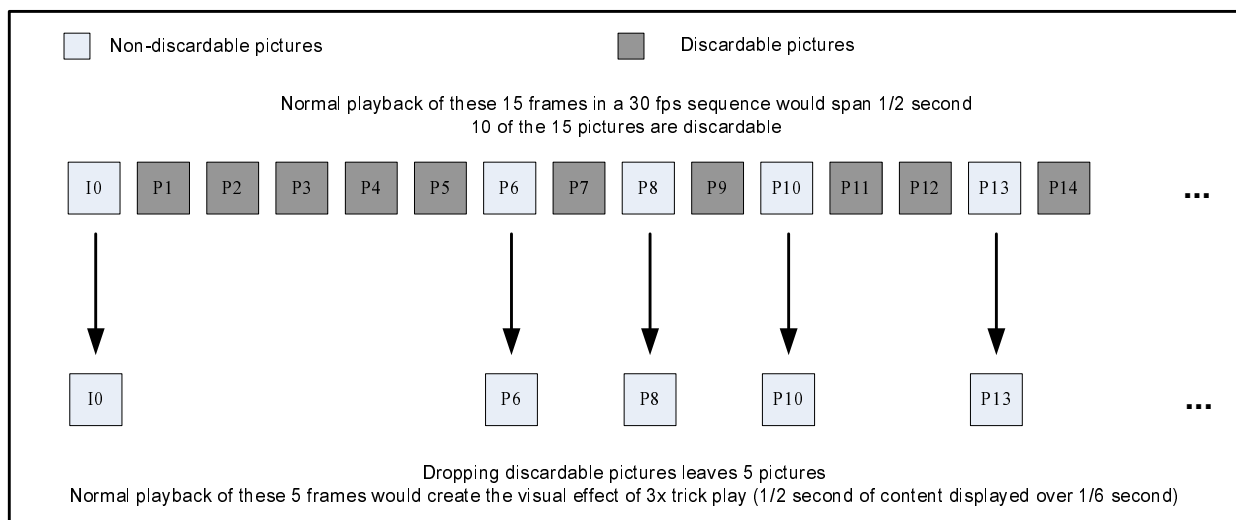 Non-discardable pictures
Discardable pictures
Normal playback of these 15 frames in a 30 fps sequence would span 1/2 second
10 of the 15 pictures are discardable
I0 P1 P2 P3 P4 P5 P6 P7 P8 P9 P10 P11 P12 P13 P14 ...
I0 P6 P8 P10 P13 ...
Dropping discardable pictures leaves 5 pictures
Normal playback of these 5 frames would create the visual effect of 3x trick play (1/2 second of content displayed over 1/6 second)